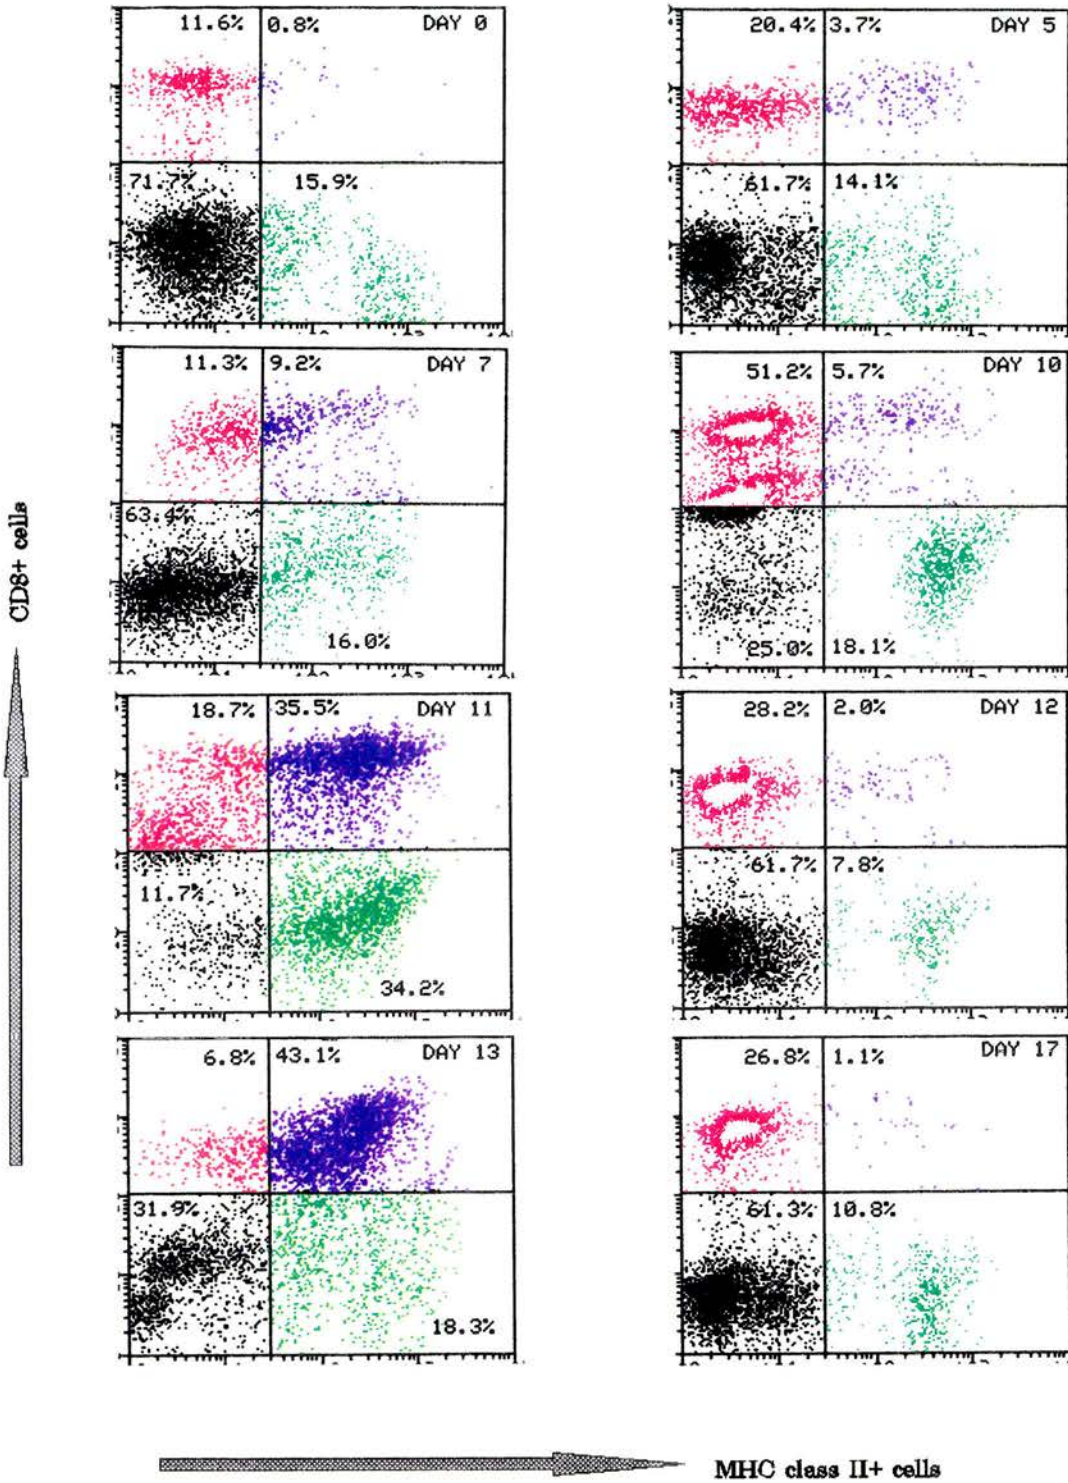 11.6% 0.8% DAY 0
71.7% 15.9%
20.4% 3.7% DAY 5
61.7% 14.1%
11.3% 9.2% DAY 7
63.4%
16.0%
51.2% 5.7% DAY 10
25.0% 18.1%
18.7% 35.5% DAY 11
11.7%
34.2%
28.2% 2.0% DAY 12
61.7% 7.8%
6.8% 43.1% DAY 13
31.9%
18.3%
26.8% 1.1% DAY 17
61.3% 10.8%
CD8+ cells
MHC class II+ cells